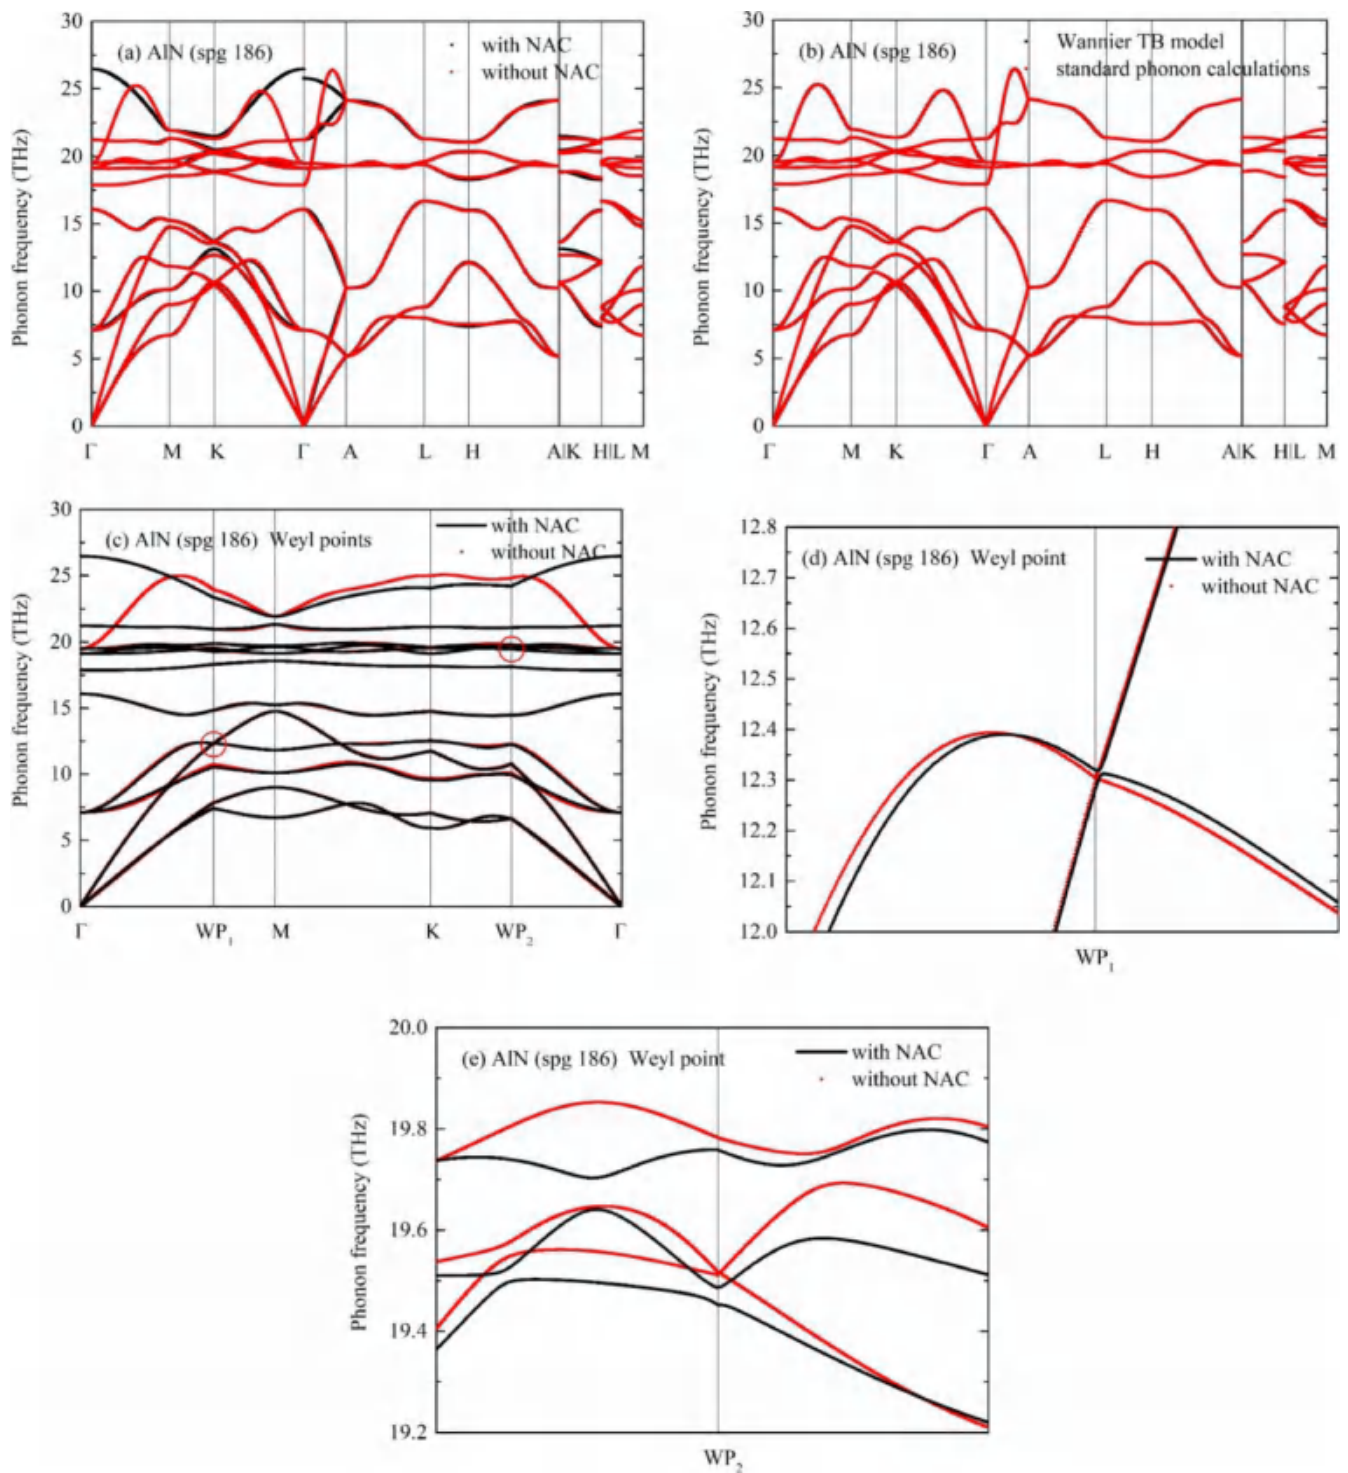 (a) AlN (spg 186)
with NAC
without NAC
Phonon frequency (THz)
30
25
20
15
10
5
0
Γ M K Γ A L H A|K H|L M
(b) AlN (spg 186)
Wannier TB model
standard phonon calculations
Phonon frequency (THz)
30
25
20
15
10
5
0
Γ M K Γ A L H A|K H|L M
(c) AlN (spg 186) Weyl points
with NAC
without NAC
Phonon frequency (THz)
30
25
20
15
10
5
0
Γ WP1 M K WP2 Γ
(d) AlN (spg 186) Weyl point
with NAC
without NAC
Phonon frequency (THz)
12.8
12.7
12.6
12.5
12.4
12.3
12.2
12.1
12.0
WP1
(e) AlN (spg 186) Weyl point
with NAC
without NAC
Phonon frequency (THz)
20.0
19.8
19.6
19.4
19.2
WP2